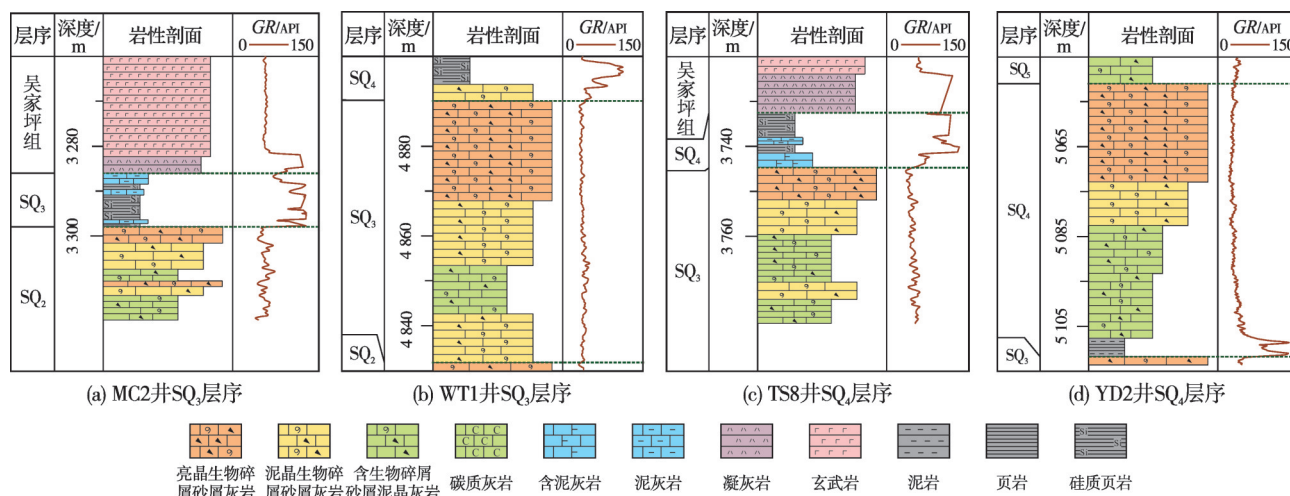 层序 深度/m 岩性剖面 GR/API 0 150
吴家坪组
SQ₃
SQ₂
3 280
3 300
(a) MC2井SQ₃层序
层序 深度/m 岩性剖面 GR/API 0 150
SQ₄
SQ₃
SQ₂
4 880
4 860
4 840
Si Si Si
(b) WT1井SQ₃层序
层序 深度/m 岩性剖面 GR/API 0 150
吴家坪组
SQ₄
SQ₃
3 740
3 760
(c) TS8井SQ₄层序
层序 深度/m 岩性剖面 GR/API 0 150
SQ₅
SQ₄
SQ₃
5 065
5 085
5 105
(d) YD2井SQ₄层序
C C C
Si Si Si
亮晶生物碎屑砂屑灰岩
泥晶生物碎屑砂屑灰岩
含生物碎屑砂屑泥晶灰岩
碳质灰岩
含泥灰岩
泥灰岩
凝灰岩
玄武岩
泥岩
页岩
硅质页岩